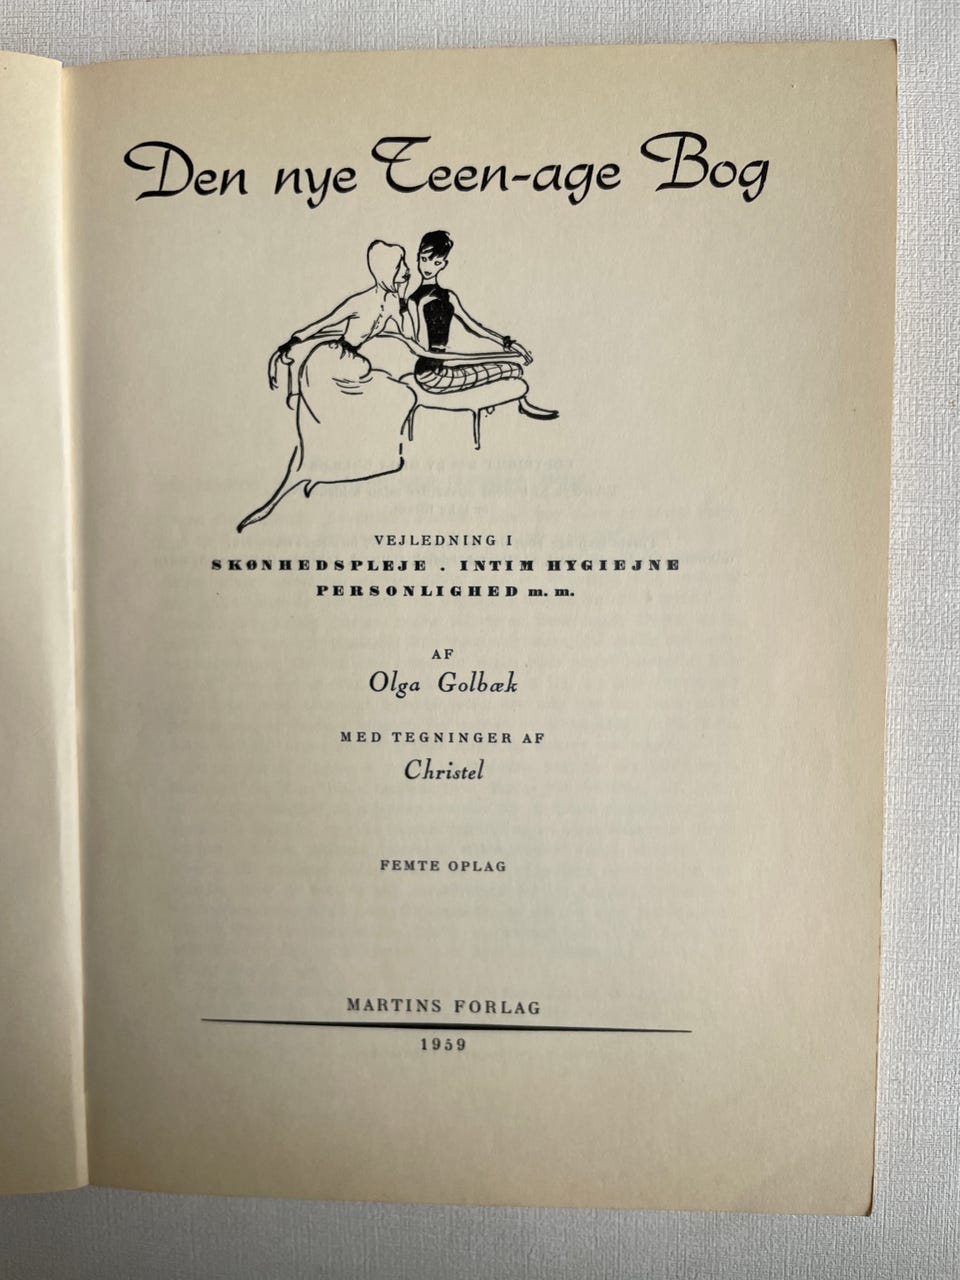 Den nye Teen-age Bog
VEJLEDNING I
SKØNHEDSPLEJE . INTIM HYGIEJNE
PERSONLIGHED m. m.
AF
Olga Golbæk
MED TEGNINGER AF
Christel
FEMTE OPLAG
MARTINS FORLAG
1959